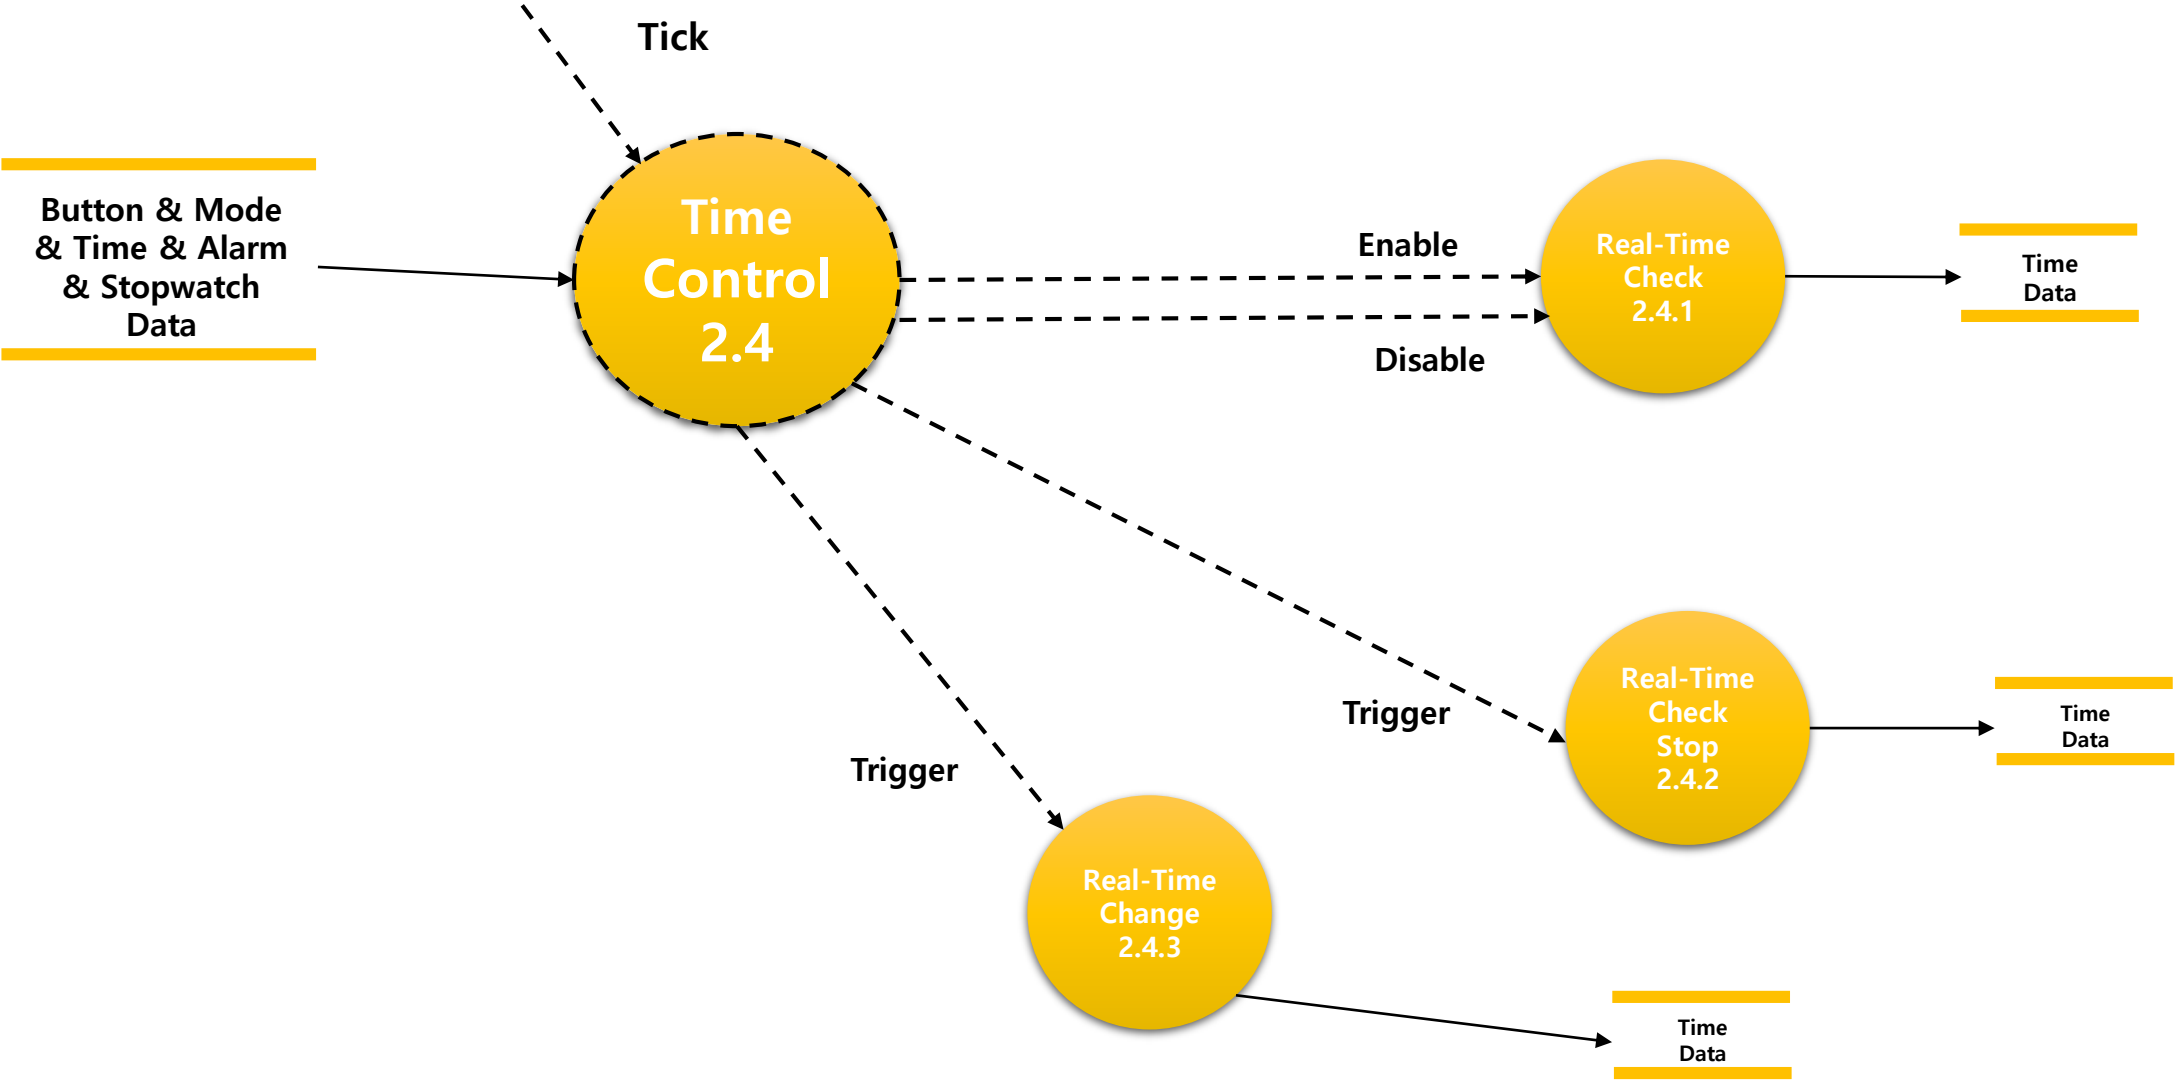 Tick
Button & Mode
& Time & Alarm
& Stopwatch
Data
Time
Control
2.4
Enable
Disable
Real-Time
Check
2.4.1
Time
Data
Trigger
Real-Time
Check
Stop
2.4.2
Time
Data
Trigger
Real-Time
Change
2.4.3
Time
Data